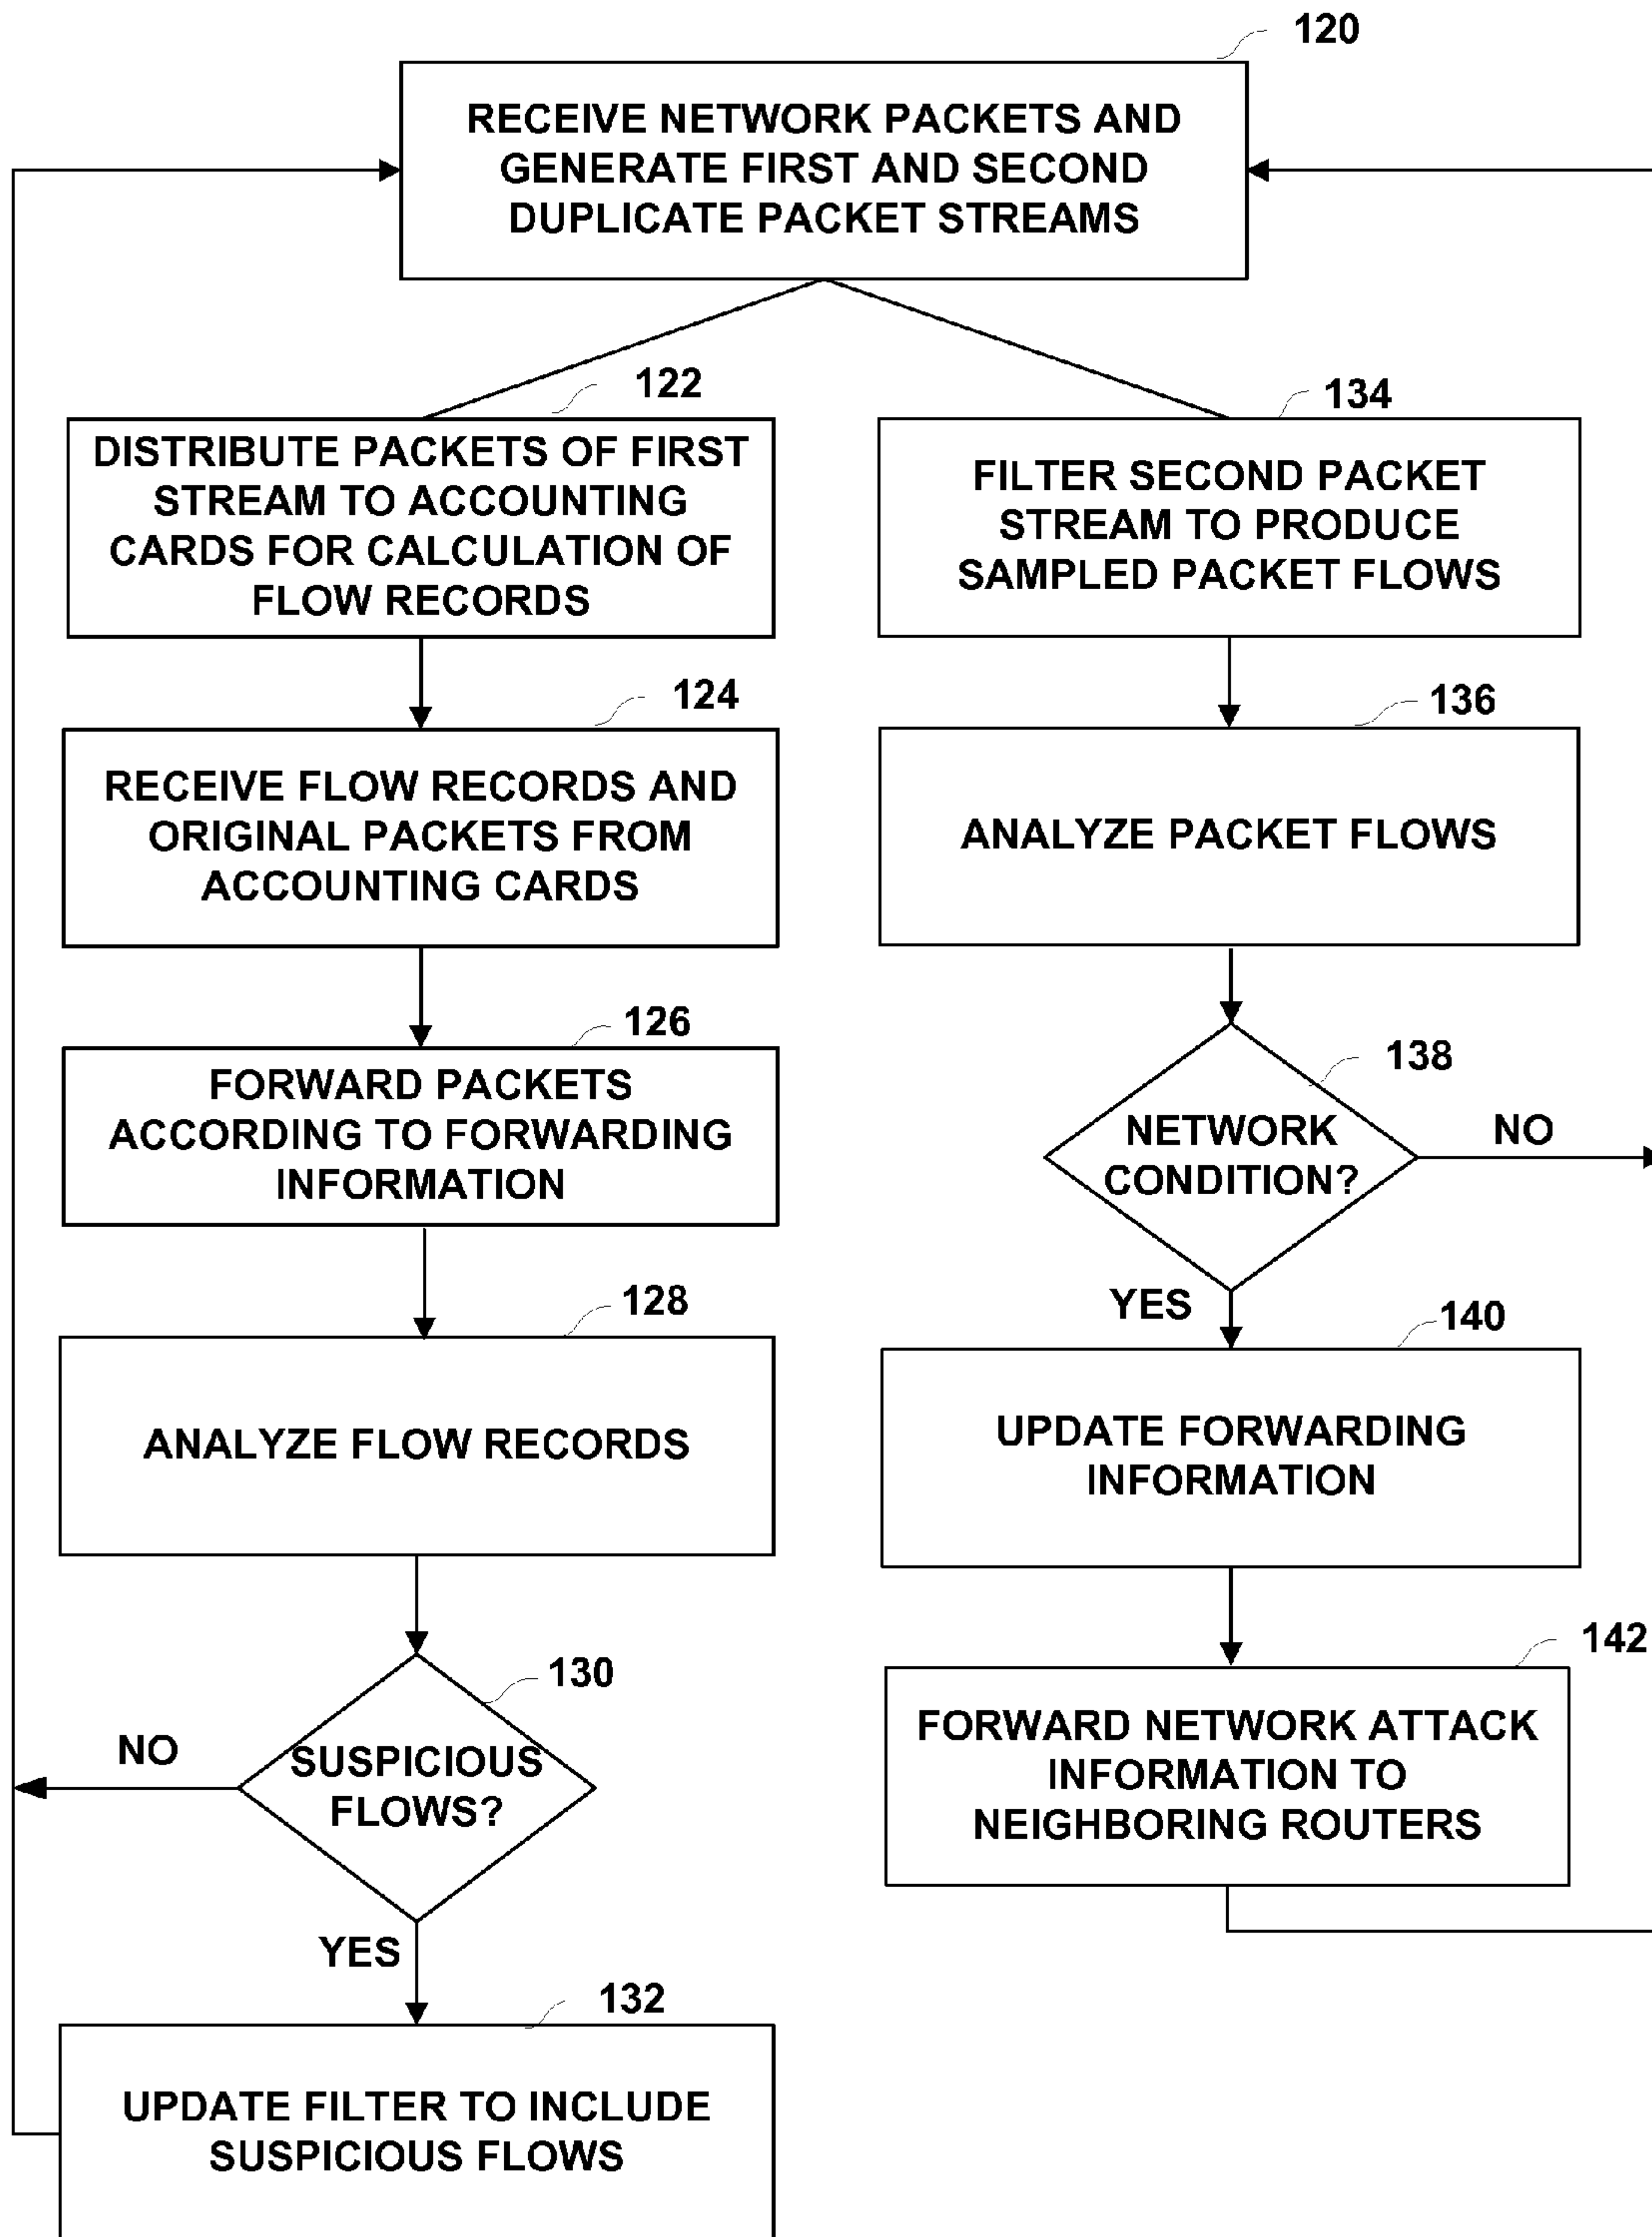 120
RECEIVE NETWORK PACKETS AND
GENERATE FIRST AND SECOND
DUPLICATE PACKET STREAMS
122
DISTRIBUTE PACKETS OF FIRST
STREAM TO ACCOUNTING
CARDS FOR CALCULATION OF
FLOW RECORDS
124
RECEIVE FLOW RECORDS AND
ORIGINAL PACKETS FROM
ACCOUNTING CARDS
126
FORWARD PACKETS
ACCORDING TO FORWARDING
INFORMATION
128
ANALYZE FLOW RECORDS
130
SUSPICIOUS
FLOWS?
NO
YES
132
UPDATE FILTER TO INCLUDE
SUSPICIOUS FLOWS
134
FILTER SECOND PACKET
STREAM TO PRODUCE
SAMPLED PACKET FLOWS
136
ANALYZE PACKET FLOWS
138
NETWORK
CONDITION?
NO
YES
140
UPDATE FORWARDING
INFORMATION
142
FORWARD NETWORK ATTACK
INFORMATION TO
NEIGHBORING ROUTERS